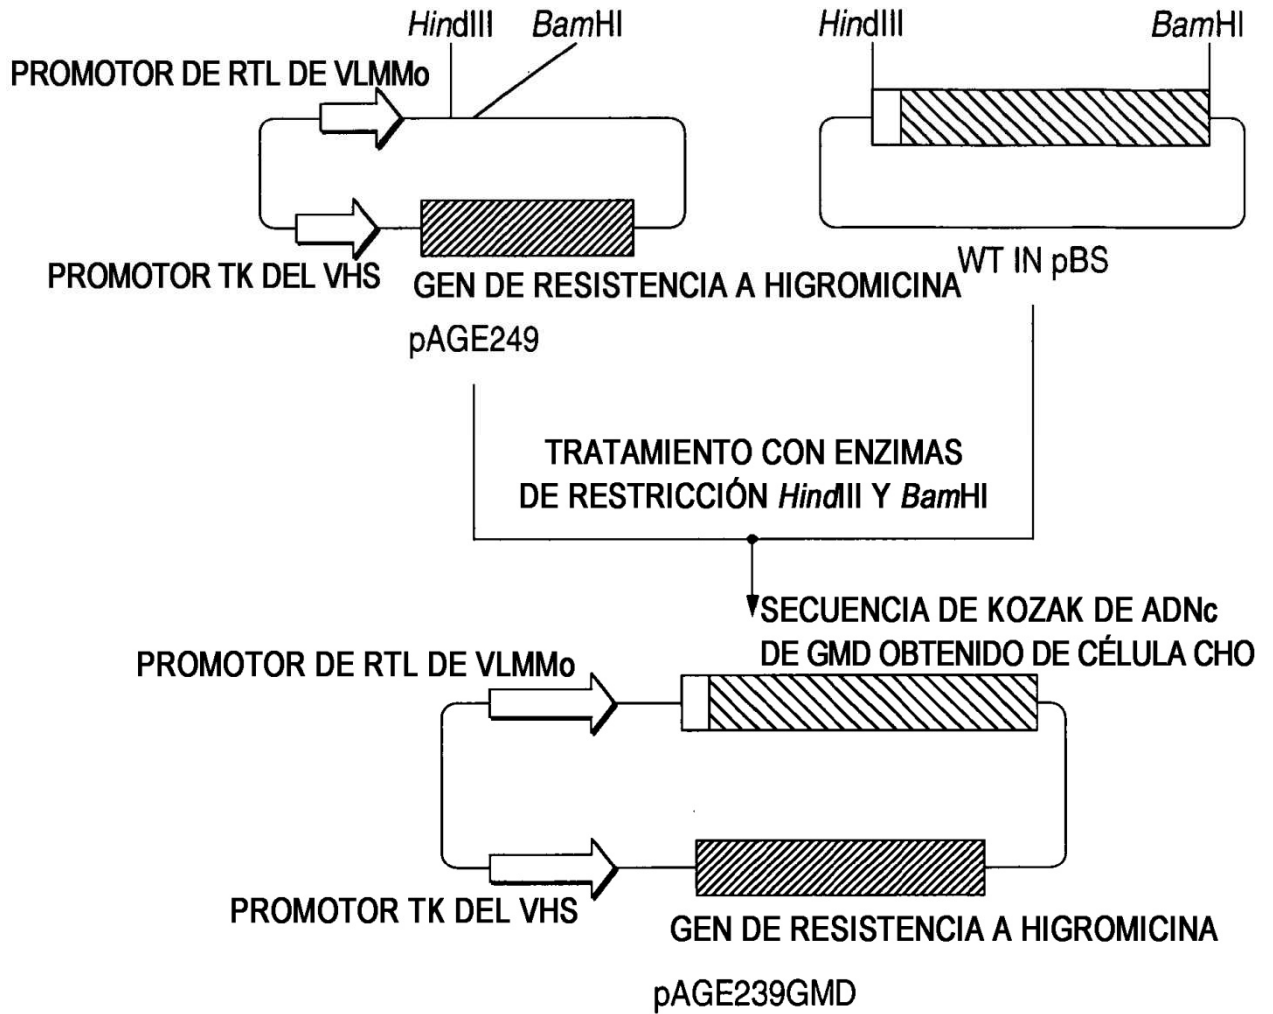 HindIII BamHI
HindIII BamHI
PROMOTOR DE RTL DE VLMMo
PROMOTOR TK DEL VHS
GEN DE RESISTENCIA A HIGROMICINA
pAGE249
WT IN pBS
TRATAMIENTO CON ENZIMAS
DE RESTRICCIÓN HindIII Y BamHI
SECUENCIA DE KOZAK DE ADNc
DE GMD OBTENIDO DE CÉLULA CHO
PROMOTOR DE RTL DE VLMMo
PROMOTOR TK DEL VHS
GEN DE RESISTENCIA A HIGROMICINA
pAGE239GMD